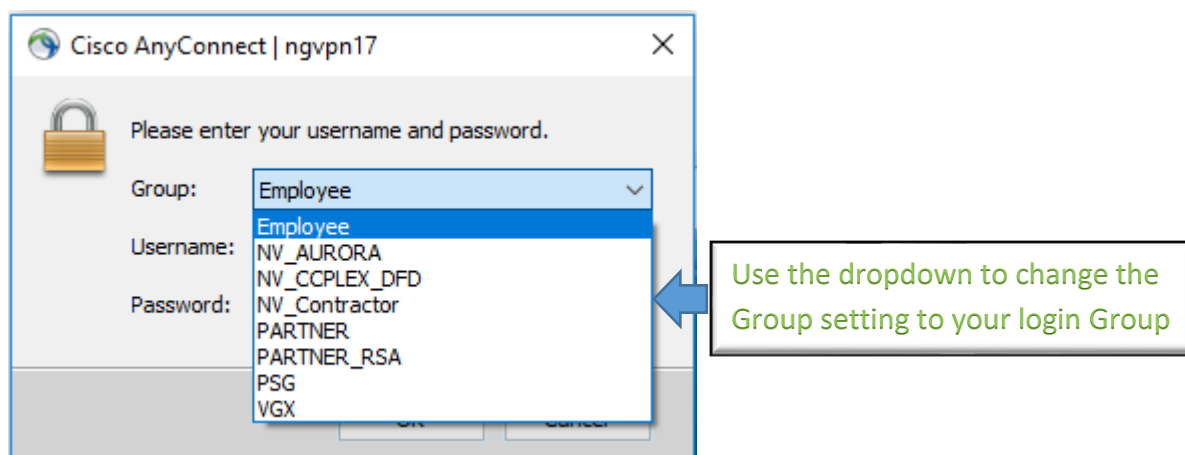 Cisco AnyConnect | ngvpn17
Please enter your username and password.
Group: Employee
Employee
Username:
NV_AURORA
NV_CCPLEX_DFD
Password:
NV_Contractor
PARTNER
PARTNER_RSA
PSG
VGX
Use the dropdown to change the
Group setting to your login Group